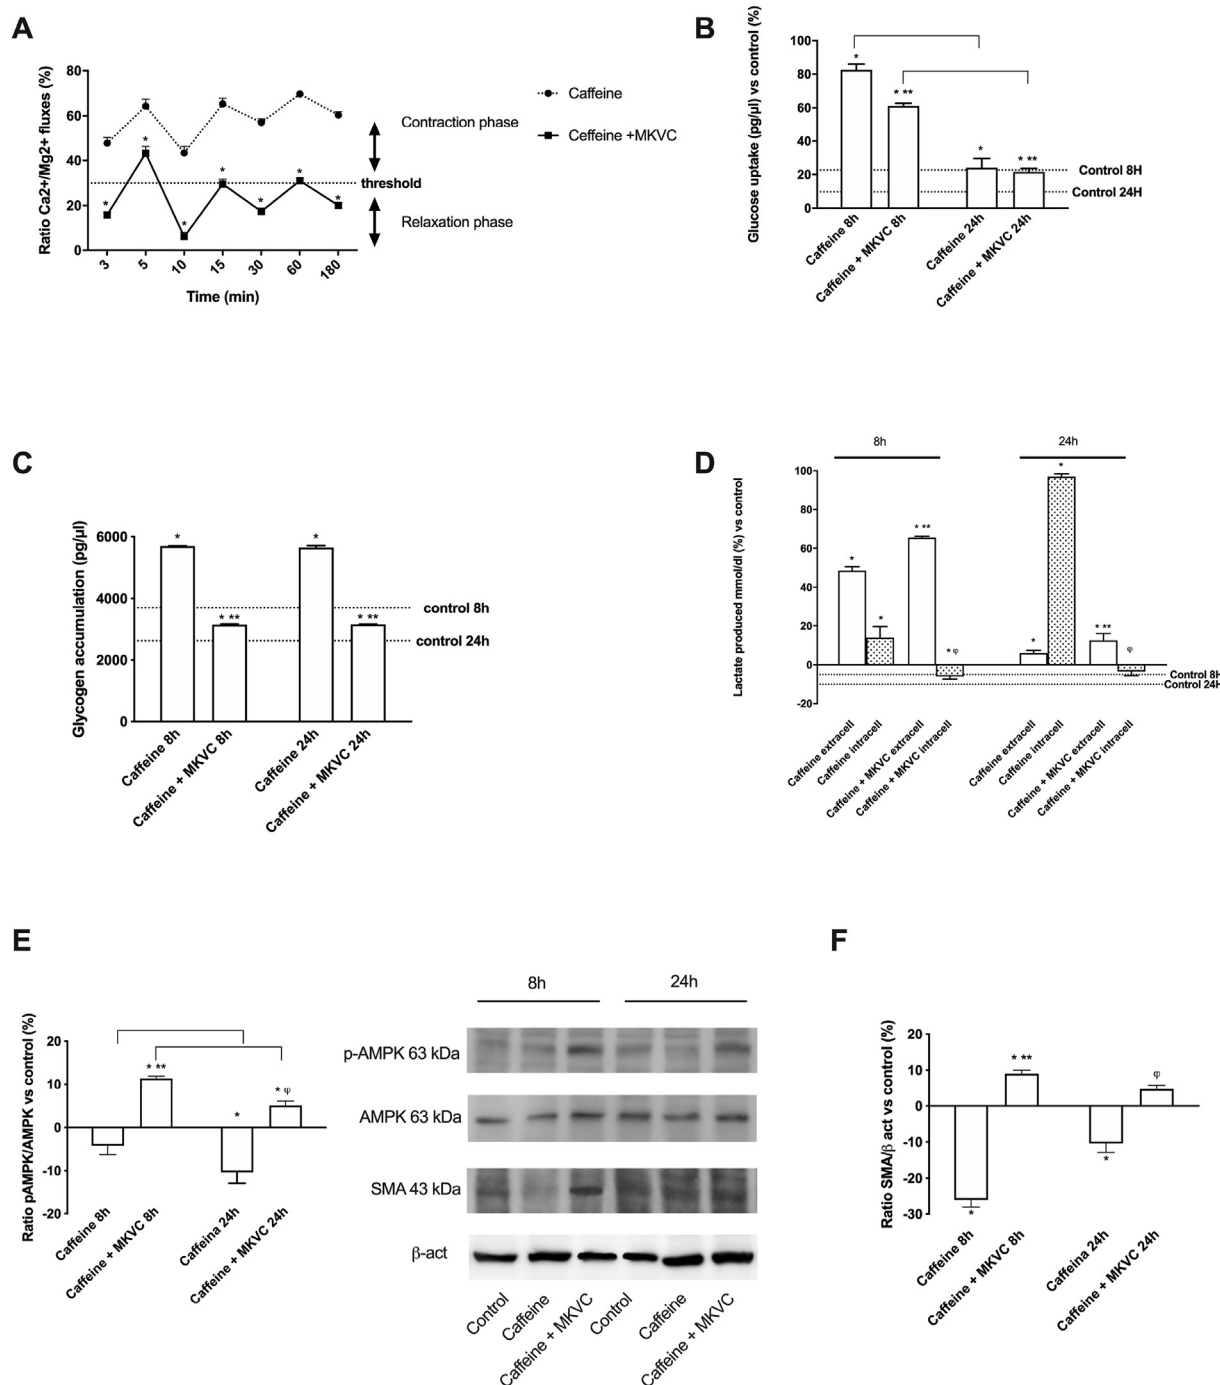 A
Ratio Ca2+/Mg2+ fluxes (%)
80
60
40
20
0
3
5
10
15
30
60
180
Time (min)
*
*
*
*
*
*
*
threshold
Contraction phase
Relaxation phase
Caffeine
Ceffeine +MKVC
B
Glucose uptake (pg/µl) vs control (%)
100
80
60
40
20
0
*
* **
*
* **
Control 8H
Control 24H
Caffeine 8h
Caffeine + MKVC 8h
Caffeine 24h
Caffeine + MKVC 24h
C
Glycogen accumulation (pg/µl)
6000
4000
2000
0
*
* **
*
* **
control 8h
control 24h
Caffeine 8h
Caffeine + MKVC 8h
Caffeine 24h
Caffeine + MKVC 24h
D
8h
24h
Lactate produced mmol/dl (%) vs control
100
80
60
40
20
0
-20
*
*
* **
* φ
*
*
* **
φ
Control 8H
Control 24H
Caffeine extracell
Caffeine intracell
Caffeine + MKVC extracell
Caffeine + MKVC intracell
Caffeine extracell
Caffeine intracell
Caffeine + MKVC extracell
Caffeine + MKVC intracell
E
Ratio pAMPK/AMPK vs control (%)
20
10
0
-10
-20
* **
*
* φ
Caffeine 8h
Caffeine + MKVC 8h
Caffeina 24h
Caffeine + MKVC 24h
8h
24h
p-AMPK 63 kDa
AMPK 63 kDa
SMA 43 kDa
β-act
Control
Caffeine
Caffeine + MKVC
Control
Caffeine
Caffeine + MKVC
F
Ratio SMA/β act vs control (%)
20
10
0
-10
-20
-30
*
* **
*
φ
Caffeine 8h
Caffeine + MKVC 8h
Caffeina 24h
Caffeine + MKVC 24h